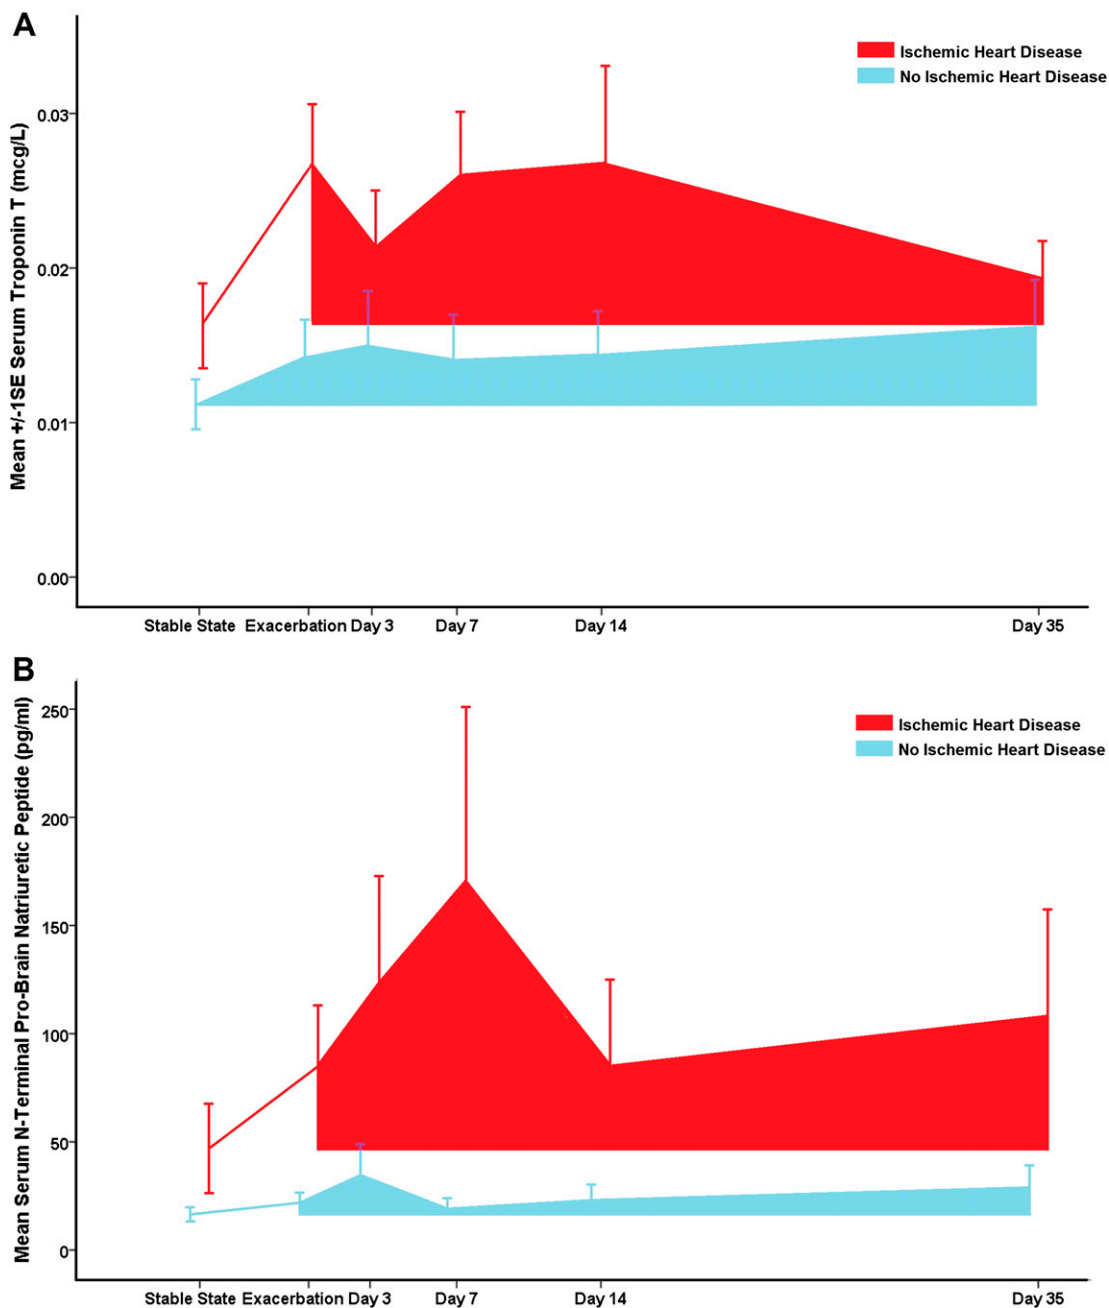 A
Ischemic Heart Disease
No Ischemic Heart Disease
Mean +/-1SE Serum Troponin T (mcg/L)
0.03
0.02
0.01
0.00
Stable State Exacerbation Day 3 Day 7 Day 14 Day 35
B
Ischemic Heart Disease
No Ischemic Heart Disease
Mean Serum N-Terminal Pro-Brain Natriuretic Peptide (pg/ml)
250
200
150
100
50
0
Stable State Exacerbation Day 3 Day 7 Day 14 Day 35